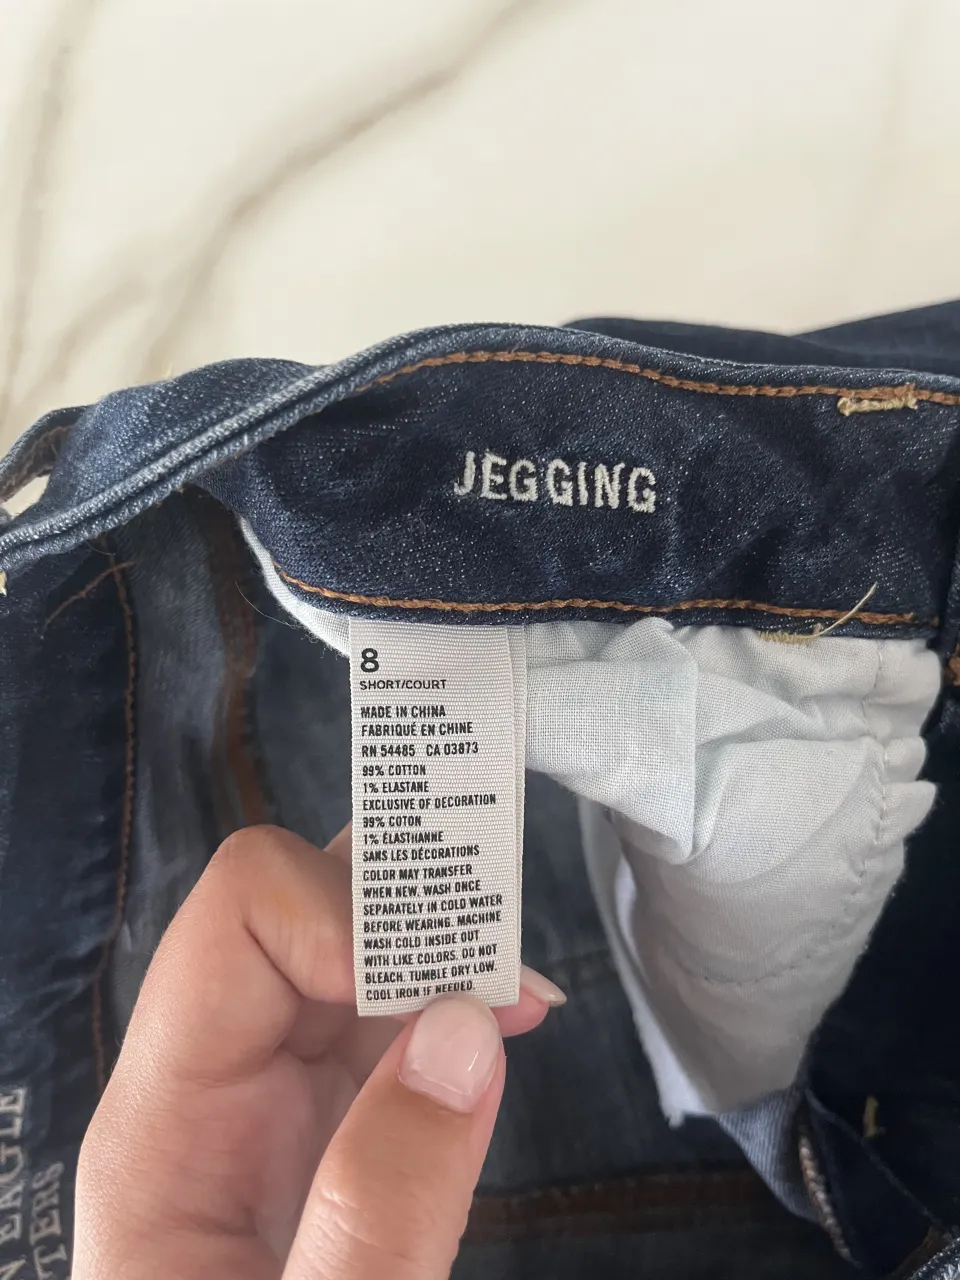 JEGGING
8
SHORT/COURT
MADE IN CHINA
FABRIQUÉ EN CHINE
RN 54485 CA 03873
99% COTTON
1% ELASTANE
EXCLUSIVE OF DECORATION
99% COTON
1% ÉLASTHANNE
SANS LES DÉCORATIONS
COLOR MAY TRANSFER
WHEN NEW. WASH ONCE
SEPARATELY IN COLD WATER
BEFORE WEARING. MACHINE
WASH COLD INSIDE OUT
WITH LIKE COLORS. DO NOT
BLEACH. TUMBLE DRY LOW.
COOL IRON IF NEEDED.